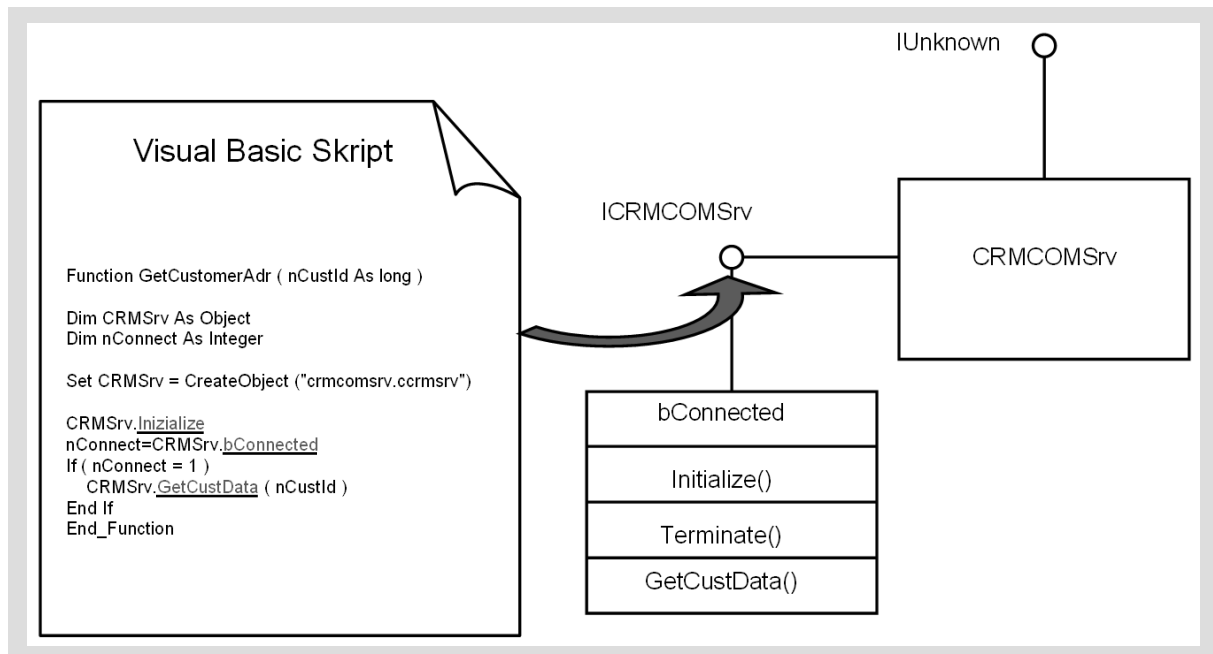 IUnknown
Visual Basic Skript
Function GetCustomerAdr ( nCustId As long )
Dim CRMSrv As Object
Dim nConnect As Integer
Set CRMSrv = CreateObject ("crmcomsrv.ccrmsrv")
CRMSrv.Inizialize
nConnect=CRMSrv.bConnected
If ( nConnect = 1 )
CRMSrv.GetCustData ( nCustId )
End If
End_Function
ICRMCOMSrv
CRMCOMSrv
bConnected
Initialize()
Terminate()
GetCustData()